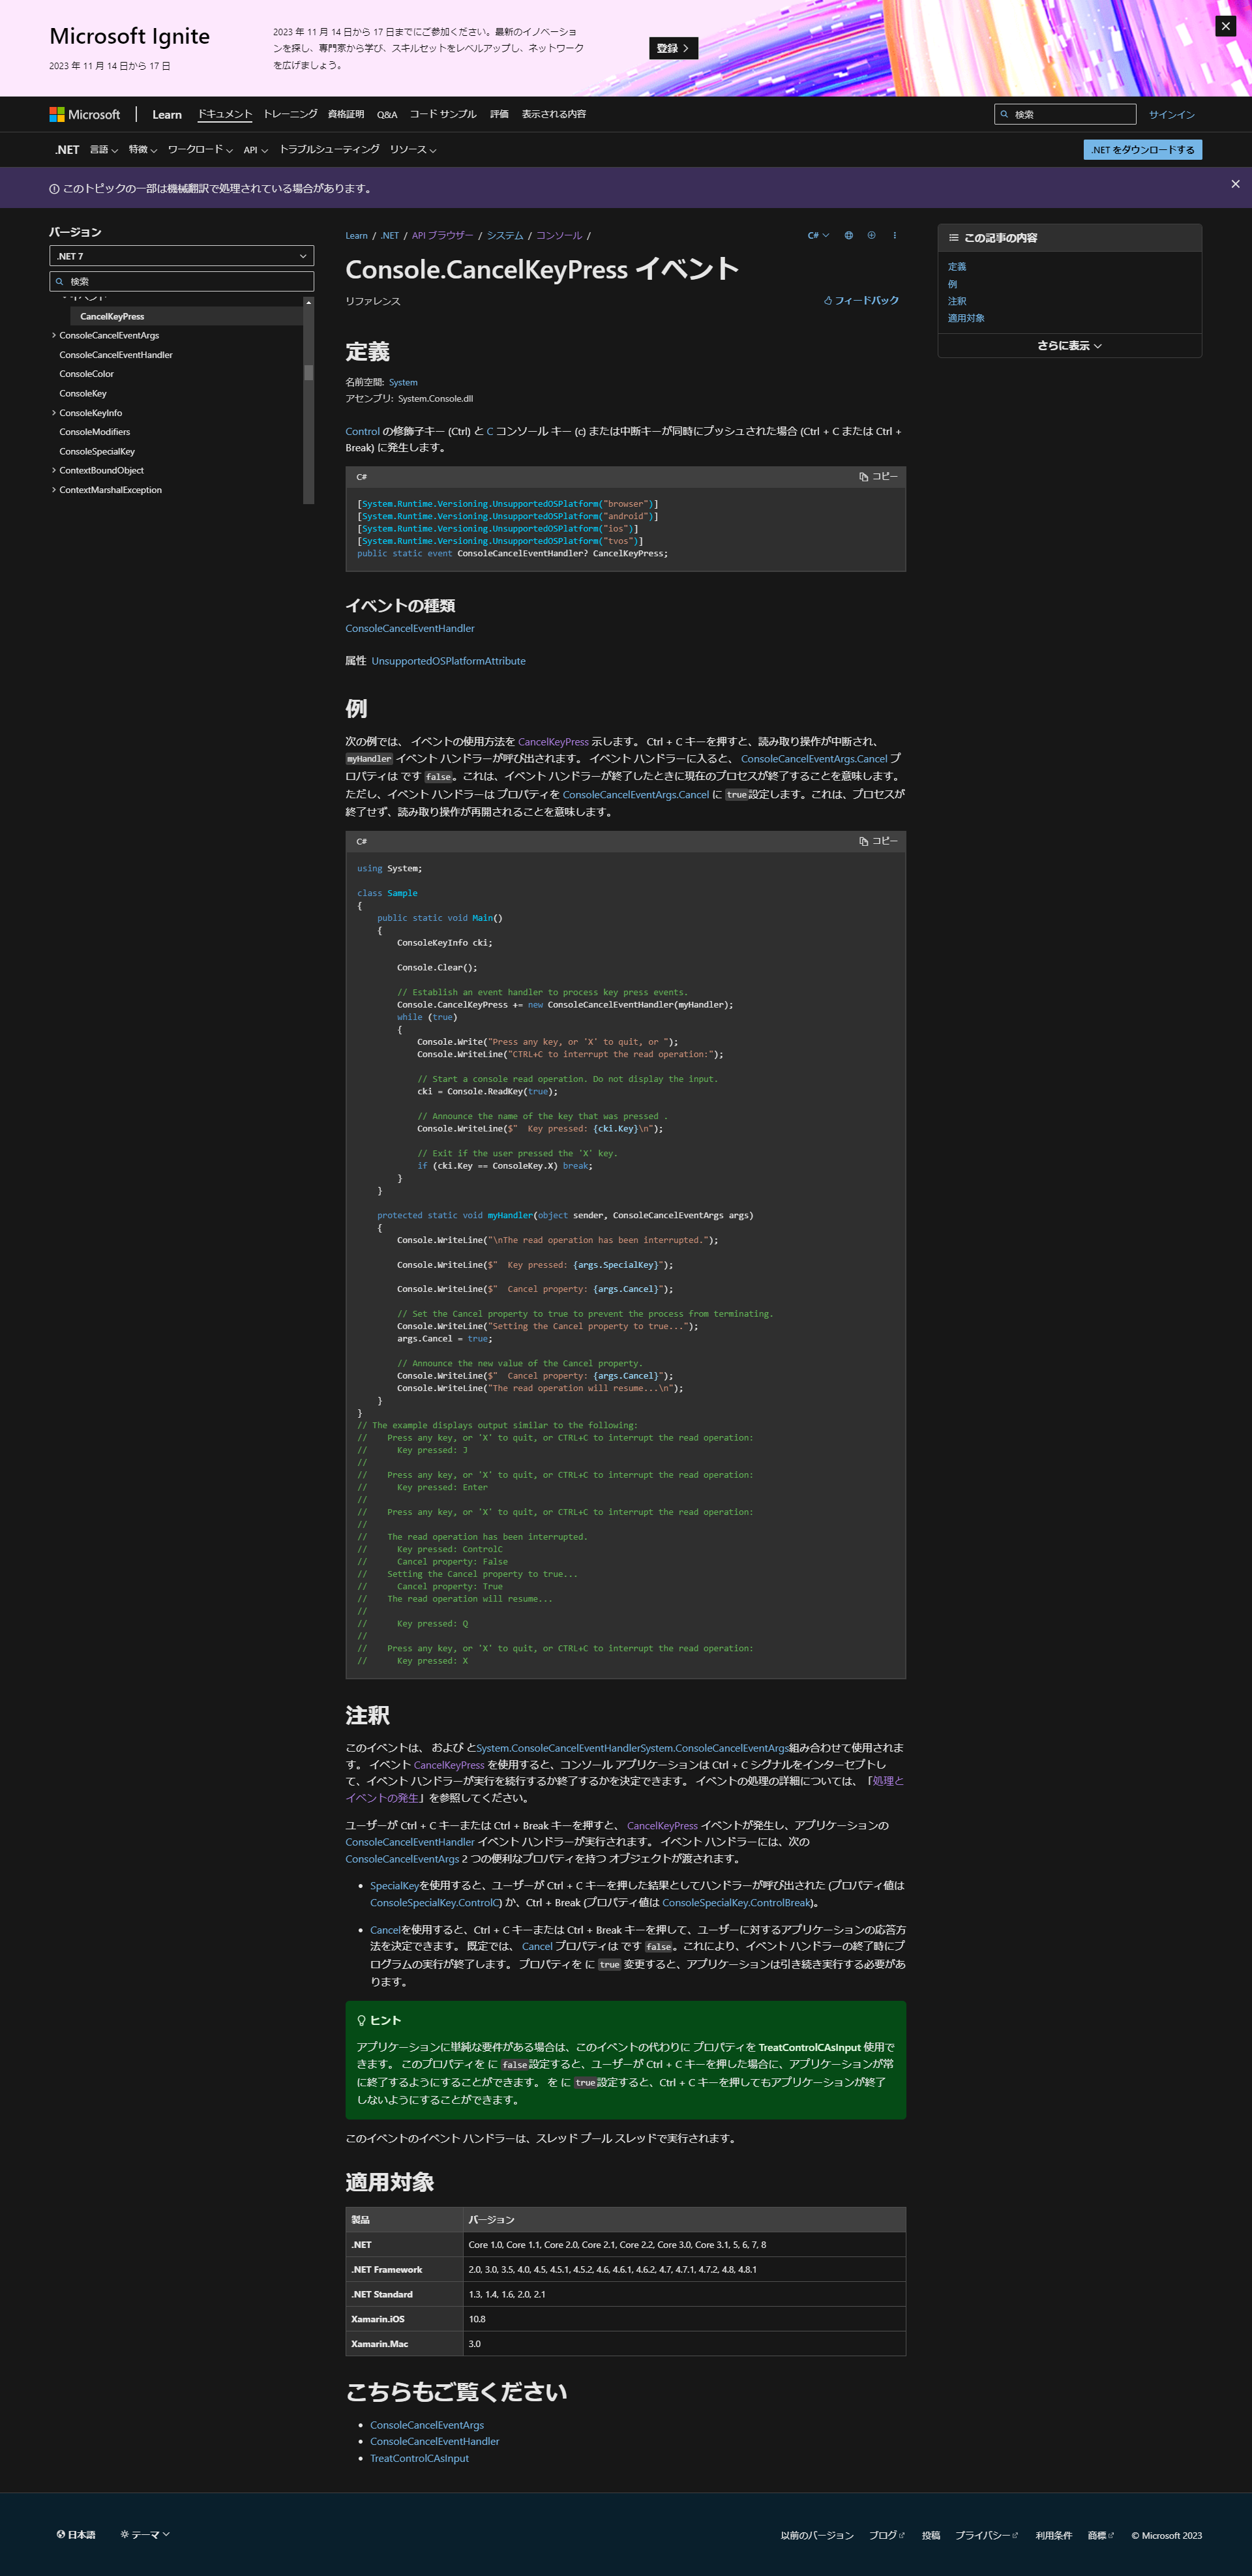 Microsoft Ignite
2023 年 11 月 14 日から 17 日
2023 年 11 月 14 日から 17 日までにご参加ください。最新のイノベーショ
ンを探し、専門家から学び、スキルセットをレベルアップし、ネットワーク
を広げましょう。
登録
Microsoft
Learn
ドキュメント トレーニング 資格証明 Q&A コード サンプル 評価 表示される内容
検索
サインイン
.NET 言語 特徴 ワークロード API トラブルシューティング リソース
.NET をダウンロードする
このトピックの一部は機械翻訳で処理されている場合があります。
バージョン
.NET 7
検索
イベント
CancelKeyPress
ConsoleCancelEventArgs
ConsoleCancelEventHandler
ConsoleColor
ConsoleKey
ConsoleKeyInfo
ConsoleModifiers
ConsoleSpecialKey
ContextBoundObject
ContextMarshalException
Learn / .NET / API ブラウザー / システム / コンソール /
C#
Console.CancelKeyPress イベント
リファレンス
フィードバック
定義
名前空間: System
アセンブリ: System.Console.dll
Control の修飾子キー (Ctrl) と C コンソール キー (c) または中断キーが同時にプッシュされた場合 (Ctrl + C または Ctrl +
Break) に発生します。
C#
コピー
[System.Runtime.Versioning.UnsupportedOSPlatform("browser")]
[System.Runtime.Versioning.UnsupportedOSPlatform("android")]
[System.Runtime.Versioning.UnsupportedOSPlatform("ios")]
[System.Runtime.Versioning.UnsupportedOSPlatform("tvos")]
public static event ConsoleCancelEventHandler? CancelKeyPress;
イベントの種類
ConsoleCancelEventHandler
属性 UnsupportedOSPlatformAttribute
例
次の例では、 イベントの使用方法を CancelKeyPress 示します。 Ctrl + C キーを押すと、読み取り操作が中断され、
myHandler イベント ハンドラーが呼び出されます。 イベント ハンドラーに入ると、 ConsoleCancelEventArgs.Cancel プ
ロパティは です false。これは、イベント ハンドラーが終了したときに現在のプロセスが終了することを意味します。
ただし、イベント ハンドラーは プロパティを ConsoleCancelEventArgs.Cancel に true設定します。これは、プロセスが
終了せず、読み取り操作が再開されることを意味します。
C#
コピー
using System;
class Sample
{
    public static void Main()
    {
        ConsoleKeyInfo cki;
        Console.Clear();
        // Establish an event handler to process key press events.
        Console.CancelKeyPress += new ConsoleCancelEventHandler(myHandler);
        while (true)
        {
            Console.Write("Press any key, or 'X' to quit, or ");
            Console.WriteLine("CTRL+C to interrupt the read operation:");
            // Start a console read operation. Do not display the input.
            cki = Console.ReadKey(true);
            // Announce the name of the key that was pressed .
            Console.WriteLine($"  Key pressed: {cki.Key}\n");
            // Exit if the user pressed the 'X' key.
            if (cki.Key == ConsoleKey.X) break;
        }
    }
    protected static void myHandler(object sender, ConsoleCancelEventArgs args)
    {
        Console.WriteLine("\nThe read operation has been interrupted.");
        Console.WriteLine($"  Key pressed: {args.SpecialKey}");
        Console.WriteLine($"  Cancel property: {args.Cancel}");
        // Set the Cancel property to true to prevent the process from terminating.
        Console.WriteLine("Setting the Cancel property to true...");
        args.Cancel = true;
        // Announce the new value of the Cancel property.
        Console.WriteLine($"  Cancel property: {args.Cancel}");
        Console.WriteLine("The read operation will resume...\n");
    }
}
// The example displays output similar to the following:
//    Press any key, or 'X' to quit, or CTRL+C to interrupt the read operation:
//      Key pressed: J
//
//    Press any key, or 'X' to quit, or CTRL+C to interrupt the read operation:
//      Key pressed: Enter
//
//    Press any key, or 'X' to quit, or CTRL+C to interrupt the read operation:
//
//    The read operation has been interrupted.
//      Key pressed: ControlC
//      Cancel property: False
//    Setting the Cancel property to true...
//      Cancel property: True
//    The read operation will resume...
//
//      Key pressed: Q
//
//    Press any key, or 'X' to quit, or CTRL+C to interrupt the read operation:
//      Key pressed: X
注釈
このイベントは、 および とSystem.ConsoleCancelEventHandlerSystem.ConsoleCancelEventArgs組み合わせて使用されま
す。 イベント CancelKeyPress を使用すると、コンソール アプリケーションは Ctrl + C シグナルをインターセプトし
て、イベント ハンドラーが実行を続行するか終了するかを決定できます。 イベントの処理の詳細については、「処理と
イベントの発生」を参照してください。
ユーザーが Ctrl + C キーまたは Ctrl + Break キーを押すと、 CancelKeyPress イベントが発生し、アプリケーションの
ConsoleCancelEventHandler イベント ハンドラーが実行されます。 イベント ハンドラーには、次の
ConsoleCancelEventArgs 2 つの便利なプロパティを持つ オブジェクトが渡されます。
• SpecialKeyを使用すると、ユーザーが Ctrl + C キーを押した結果としてハンドラーが呼び出された (プロパティ値は
ConsoleSpecialKey.ControlC) か、Ctrl + Break (プロパティ値は ConsoleSpecialKey.ControlBreak)。
• Cancelを使用すると、Ctrl + C キーまたは Ctrl + Break キーを押して、ユーザーに対するアプリケーションの応答方
法を決定できます。 既定では、 Cancel プロパティは です false。これにより、イベント ハンドラーの終了時にプ
ログラムの実行が終了します。 プロパティを に true 変更すると、アプリケーションは引き続き実行する必要があ
ります。
ヒント
アプリケーションに単純な要件がある場合は、このイベントの代わりに プロパティを TreatControlCAsInput 使用で
きます。 このプロパティを に false設定すると、ユーザーが Ctrl + C キーを押した場合に、アプリケーションが常
に終了するようにすることができます。 を に true設定すると、Ctrl + C キーを押してもアプリケーションが終了
しないようにすることができます。
このイベントのイベント ハンドラーは、スレッド プール スレッドで実行されます。
適用対象
製品 バージョン
.NET Core 1.0, Core 1.1, Core 2.0, Core 2.1, Core 2.2, Core 3.0, Core 3.1, 5, 6, 7, 8
.NET Framework 2.0, 3.0, 3.5, 4.0, 4.5, 4.5.1, 4.5.2, 4.6, 4.6.1, 4.6.2, 4.7, 4.7.1, 4.7.2, 4.8, 4.8.1
.NET Standard 1.3, 1.4, 1.6, 2.0, 2.1
Xamarin.iOS 10.8
Xamarin.Mac 3.0
こちらもご覧ください
• ConsoleCancelEventArgs
• ConsoleCancelEventHandler
• TreatControlCAsInput
この記事の内容
定義
例
注釈
適用対象
さらに表示
日本語 テーマ
以前のバージョン ブログ 投稿 プライバシー 利用条件 商標 © Microsoft 2023